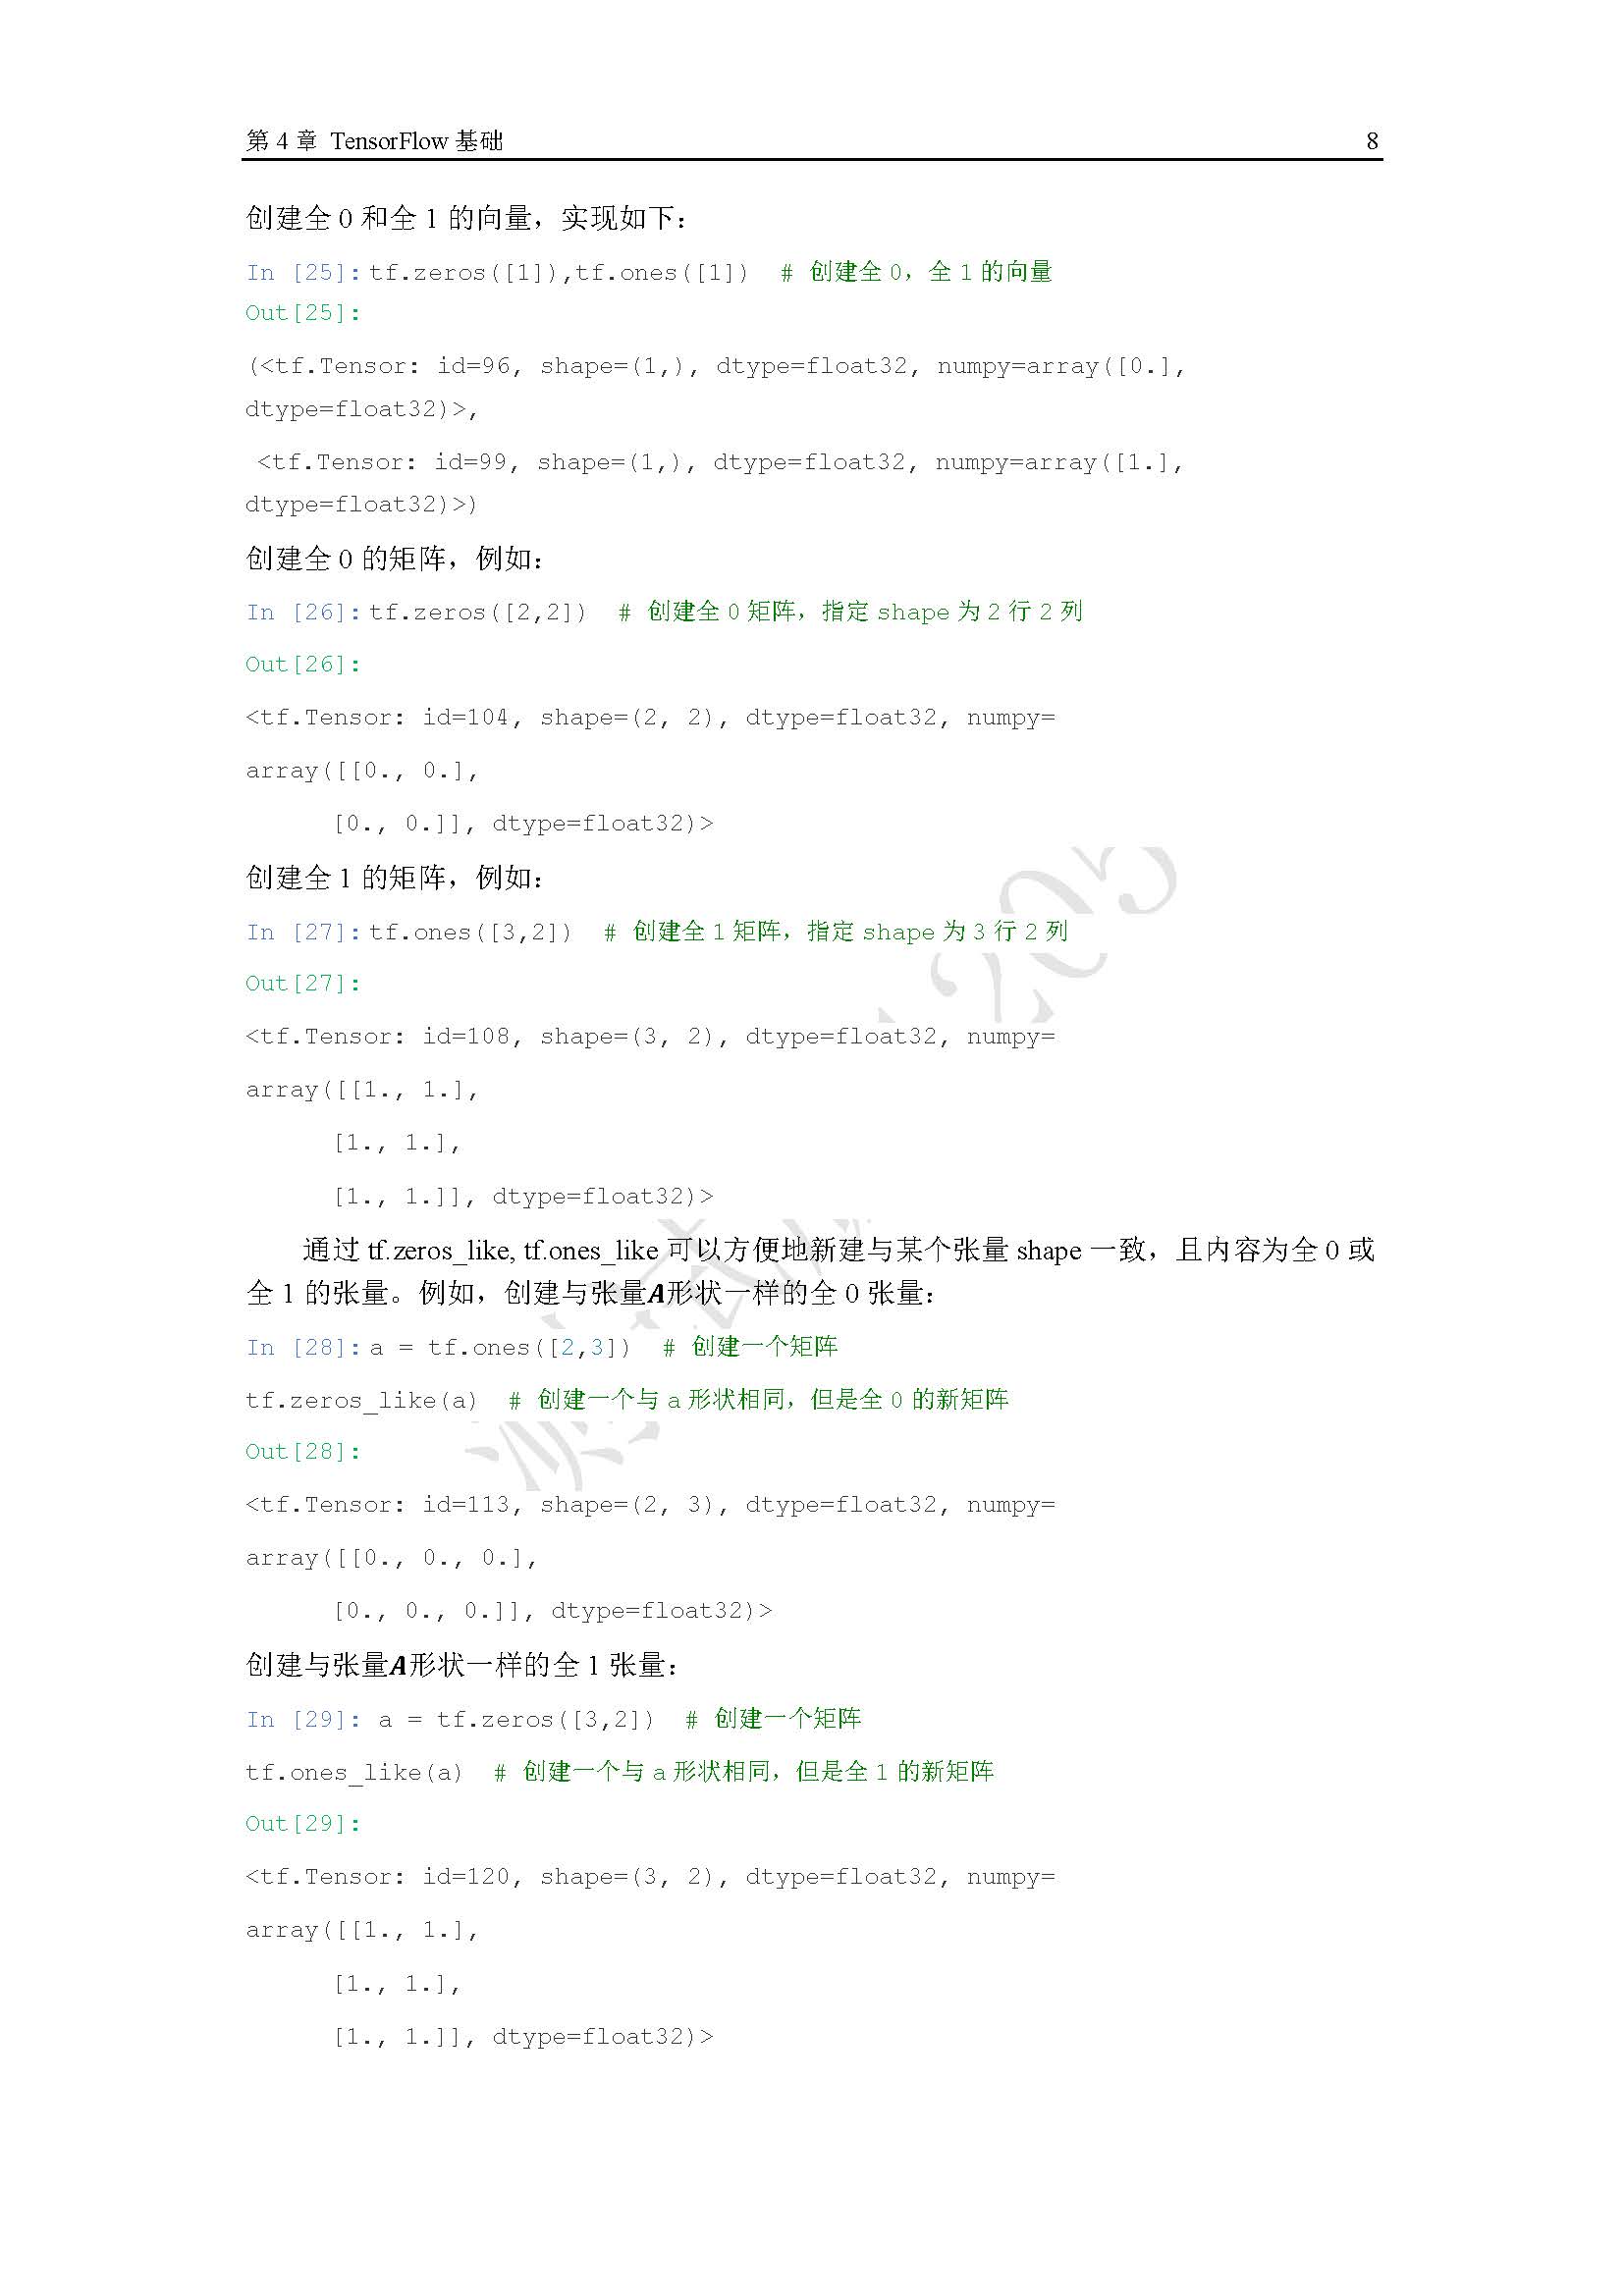 第 4 章 TensorFlow 基础 8
创建全 0 和全 1 的向量，实现如下：
In [25]: tf.zeros([1]),tf.ones([1]) # 创建全 0，全 1 的向量
Out[25]:
(<tf.Tensor: id=96, shape=(1,), dtype=float32, numpy=array([0.],
dtype=float32)>,
<tf.Tensor: id=99, shape=(1,), dtype=float32, numpy=array([1.],
dtype=float32)>)
创建全 0 的矩阵，例如：
In [26]: tf.zeros([2,2]) # 创建全 0 矩阵，指定 shape 为 2 行 2 列
Out[26]:
<tf.Tensor: id=104, shape=(2, 2), dtype=float32, numpy=
array([[0., 0.],
[0., 0.]], dtype=float32)>
创建全 1 的矩阵，例如：
In [27]: tf.ones([3,2]) # 创建全 1 矩阵，指定 shape 为 3 行 2 列
Out[27]:
<tf.Tensor: id=108, shape=(3, 2), dtype=float32, numpy=
array([[1., 1.],
[1., 1.],
[1., 1.]], dtype=float32)>
通过 tf.zeros_like, tf.ones_like 可以方便地新建与某个张量 shape 一致，且内容为全 0 或
全 1 的张量。例如，创建与张量A形状一样的全 0 张量：
In [28]: a = tf.ones([2,3]) # 创建一个矩阵
tf.zeros_like(a) # 创建一个与 a 形状相同，但是全 0 的新矩阵
Out[28]:
<tf.Tensor: id=113, shape=(2, 3), dtype=float32, numpy=
array([[0., 0., 0.],
[0., 0., 0.]], dtype=float32)>
创建与张量A形状一样的全 1 张量：
In [29]: a = tf.zeros([3,2]) # 创建一个矩阵
tf.ones_like(a) # 创建一个与 a 形状相同，但是全 1 的新矩阵
Out[29]:
<tf.Tensor: id=120, shape=(3, 2), dtype=float32, numpy=
array([[1., 1.],
[1., 1.],
[1., 1.]], dtype=float32)>